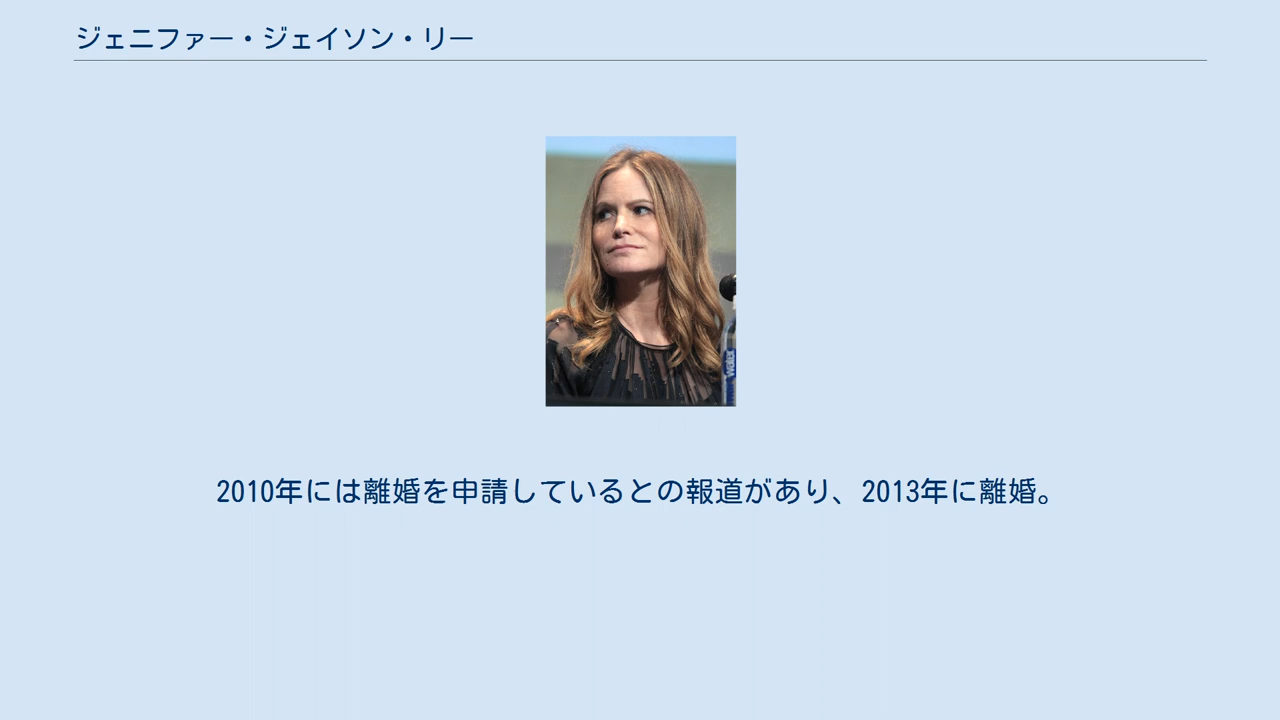 ジェニファー・ジェイソン・リー
Water
2010年には離婚を申請しているとの報道があり、2013年に離婚。